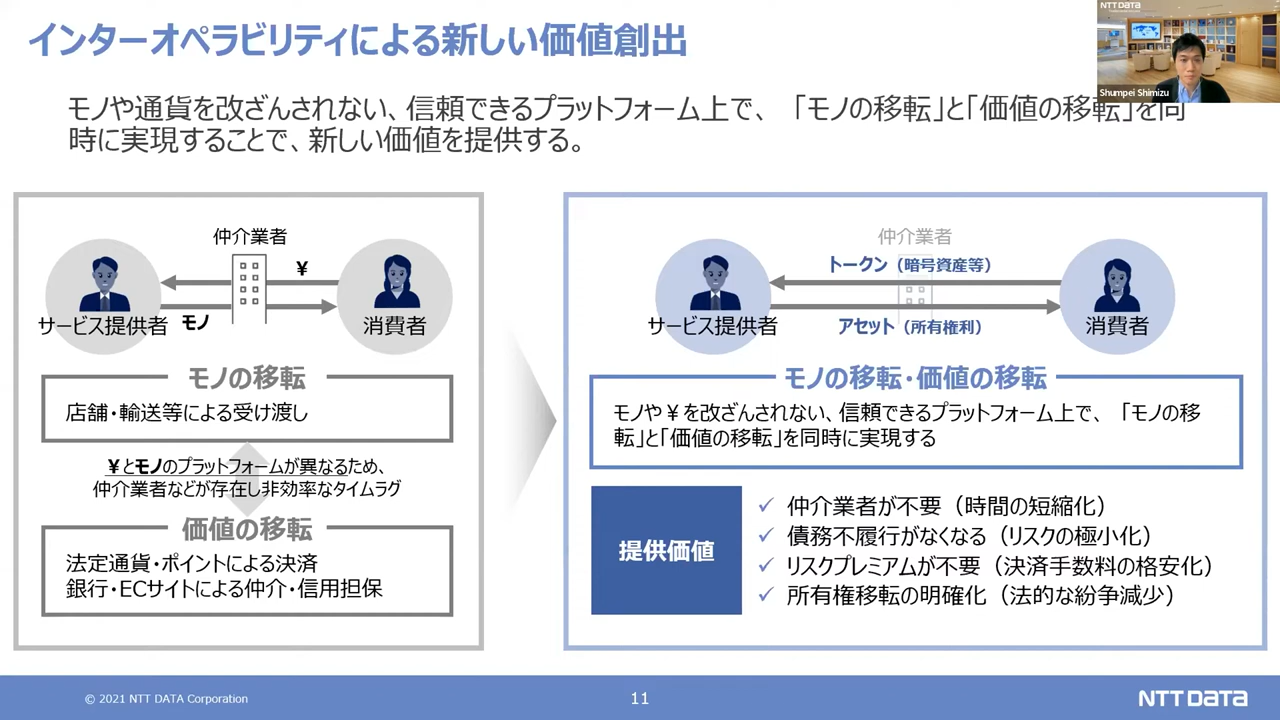 インターオペラビリティによる新しい価値創出
NTT DATA
Shumpei Shimizu
モノや通貨を改ざんされない、信頼できるプラットフォーム上で、「モノの移転」と「価値の移転」を同
時に実現することで、新しい価値を提供する。
仲介業者
¥
サービス提供者
モノ
消費者
モノの移転
店舗・輸送等による受け渡し
¥とモノのプラットフォームが異なるため、
仲介業者などが存在し非効率なタイムラグ
価値の移転
法定通貨・ポイントによる決済
銀行・ECサイトによる仲介・信用担保
仲介業者
トークン（暗号資産等）
サービス提供者
アセット（所有権利）
消費者
モノの移転・価値の移転
モノや¥を改ざんされない、信頼できるプラットフォーム上で、「モノの移
転」と「価値の移転」を同時に実現する
提供価値
✓ 仲介業者が不要（時間の短縮化）
✓ 債務不履行がなくなる（リスクの極小化）
✓ リスクプレミアムが不要（決済手数料の格安化）
✓ 所有権移転の明確化（法的な紛争減少）
© 2021 NTT DATA Corporation
11
NTT DATA